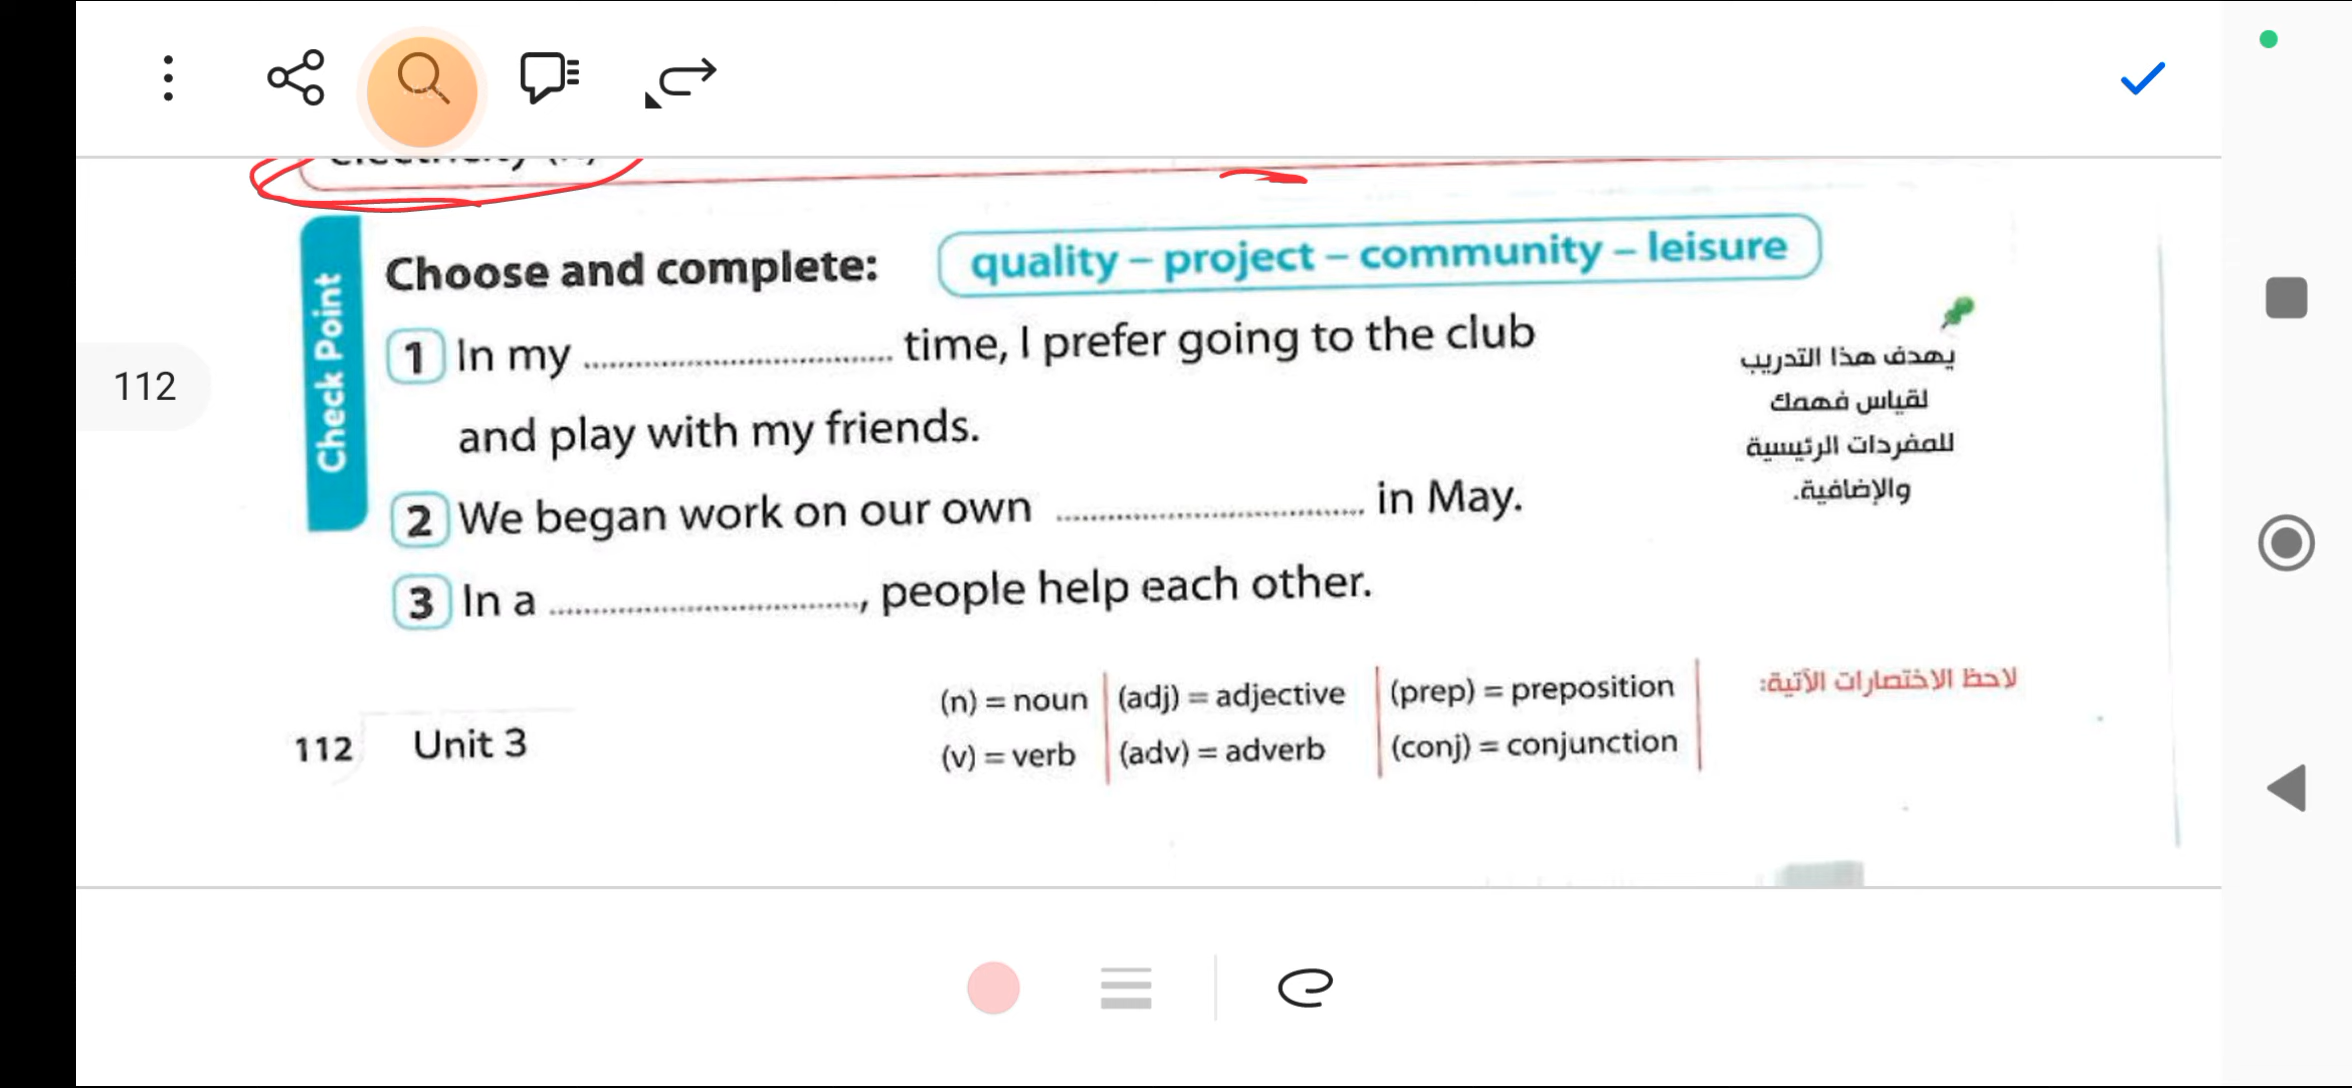 Choose and complete:
quality – project – community – leisure
Check Point
1 In my .............................. time, I prefer going to the club
and play with my friends.
2 We began work on our own .............................. in May.
3 In a .............................., people help each other.
يهدف هذا التدريب
لقياس فهمك
للمفردات الرئيسية
والإضافية.
112
(n) = noun (adj) = adjective (prep) = preposition
لاحظ الاختصارات الآتية:
(v) = verb (adv) = adverb (conj) = conjunction
112 Unit 3